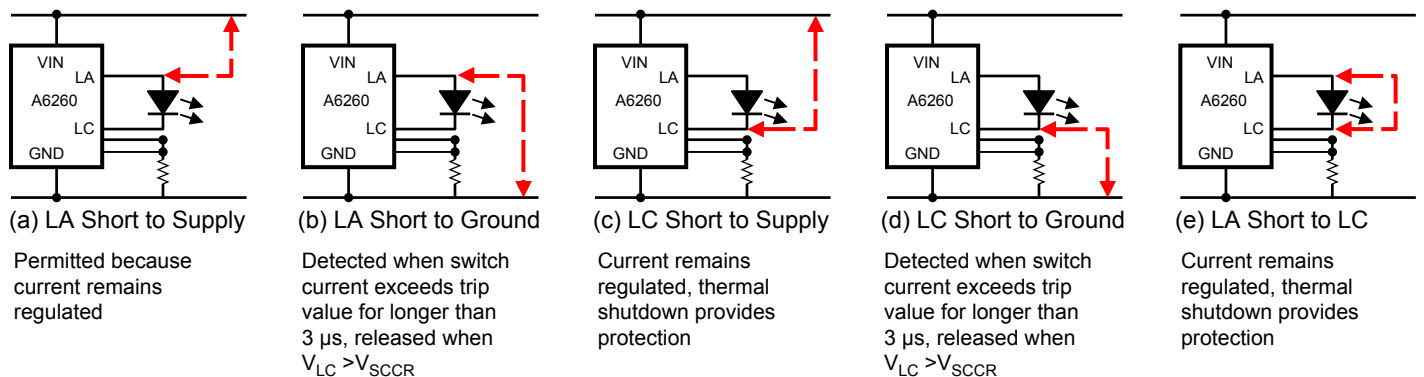 VIN
LA
A6260
LC
GND
(a) LA Short to Supply
Permitted because
current remains
regulated
VIN
LA
A6260
LC
GND
(b) LA Short to Ground
Detected when switch
current exceeds trip
value for longer than
3 µs, released when
VLC >VSCCR
VIN
LA
A6260
LC
GND
(c) LC Short to Supply
Current remains
regulated, thermal
shutdown provides
protection
VIN
LA
A6260
LC
GND
(d) LC Short to Ground
Detected when switch
current exceeds trip
value for longer than
3 µs, released when
VLC >VSCCR
VIN
LA
A6260
LC
GND
(e) LA Short to LC
Current remains
regulated, thermal
shutdown provides
protection